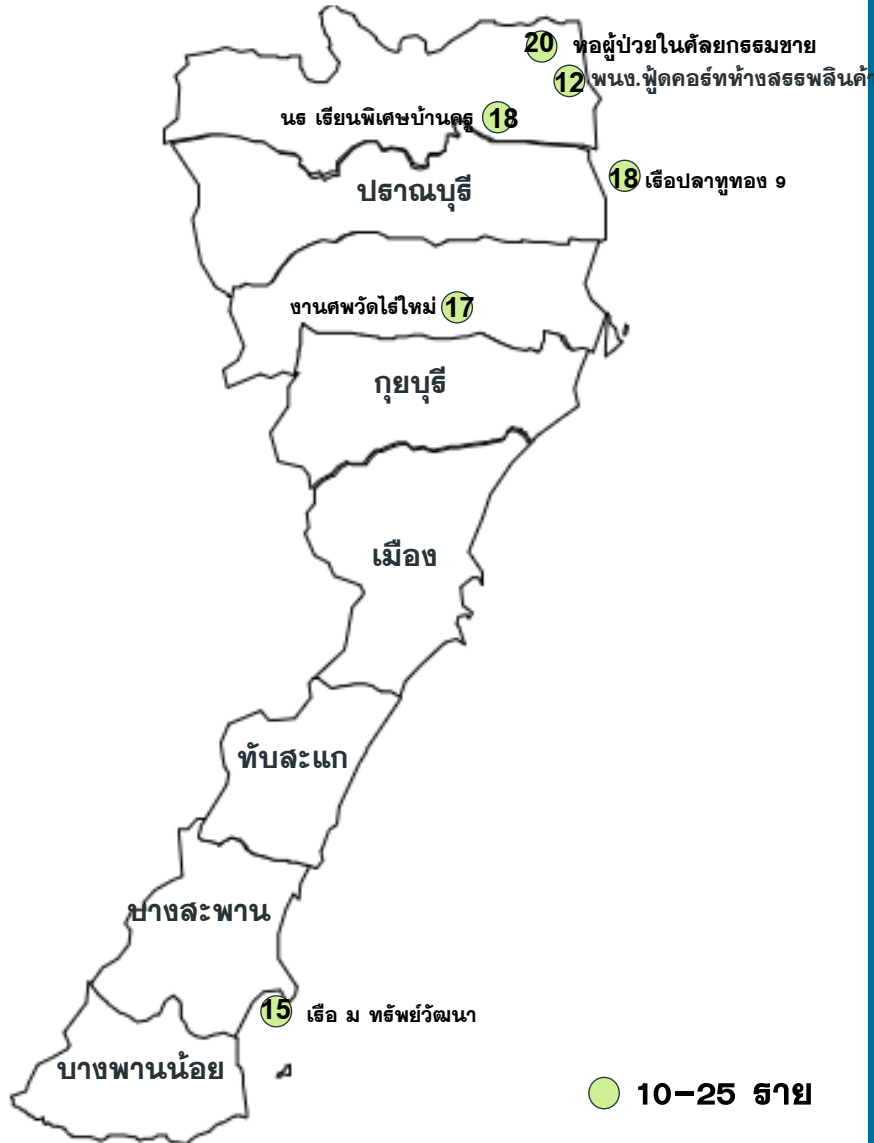 20 หอผู้ป่วยในศัลยกรรมชาย
12 พนง.ฟู้ดคอร์ทห้างสรรพสินค้า
นร เรียนพิเศษบ้านครู 18
18 เรือปลาทูทอง 9
ปราณบุรี
งานศพวัดไร่ใหม่ 17
กุยบุรี
เมือง
ทับสะแก
บางสะพาน
15 เรือ ม ทรัพย์วัฒนา
บางพานน้อย
10-25 ราย